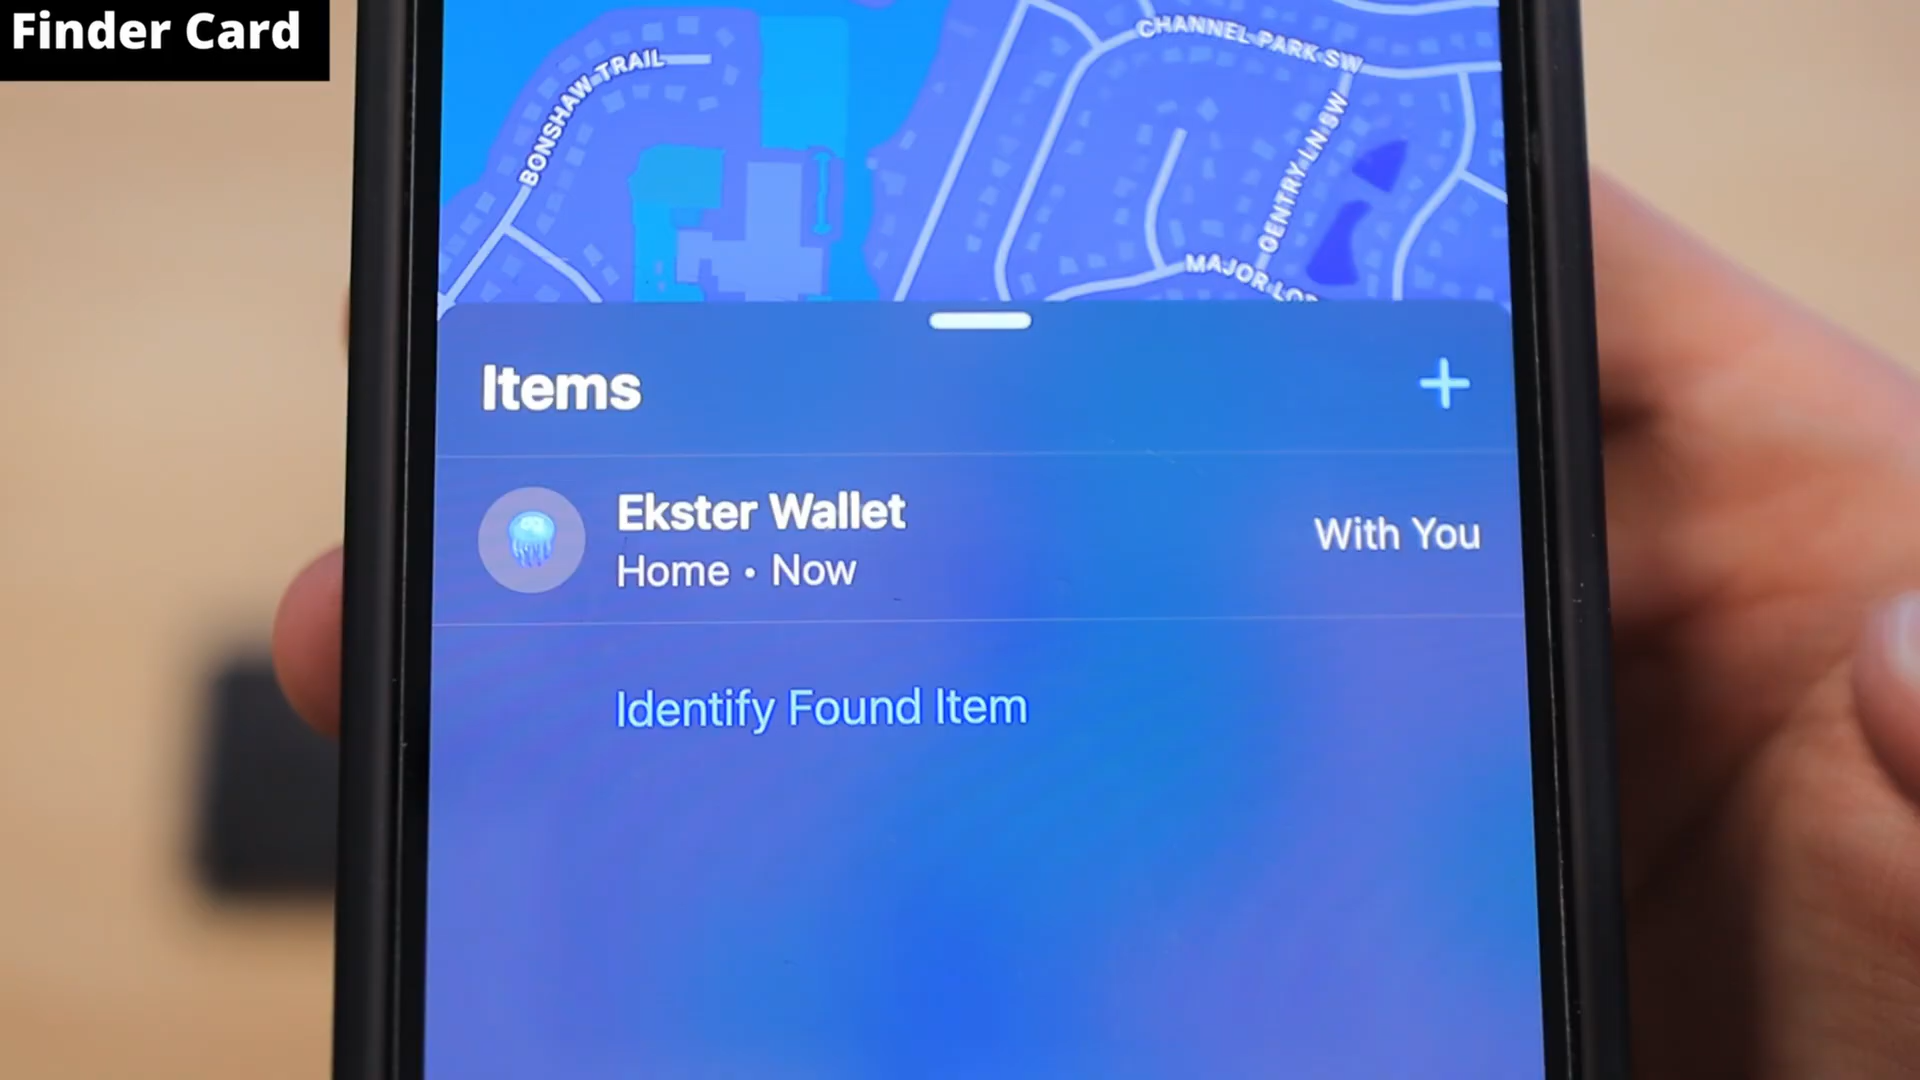 Finder Card
BONSHAW TRAIL
CHANNEL PARK SW
GENTRY LN SW
Items
Ekster Wallet
Home • Now
With You
Identify Found Item